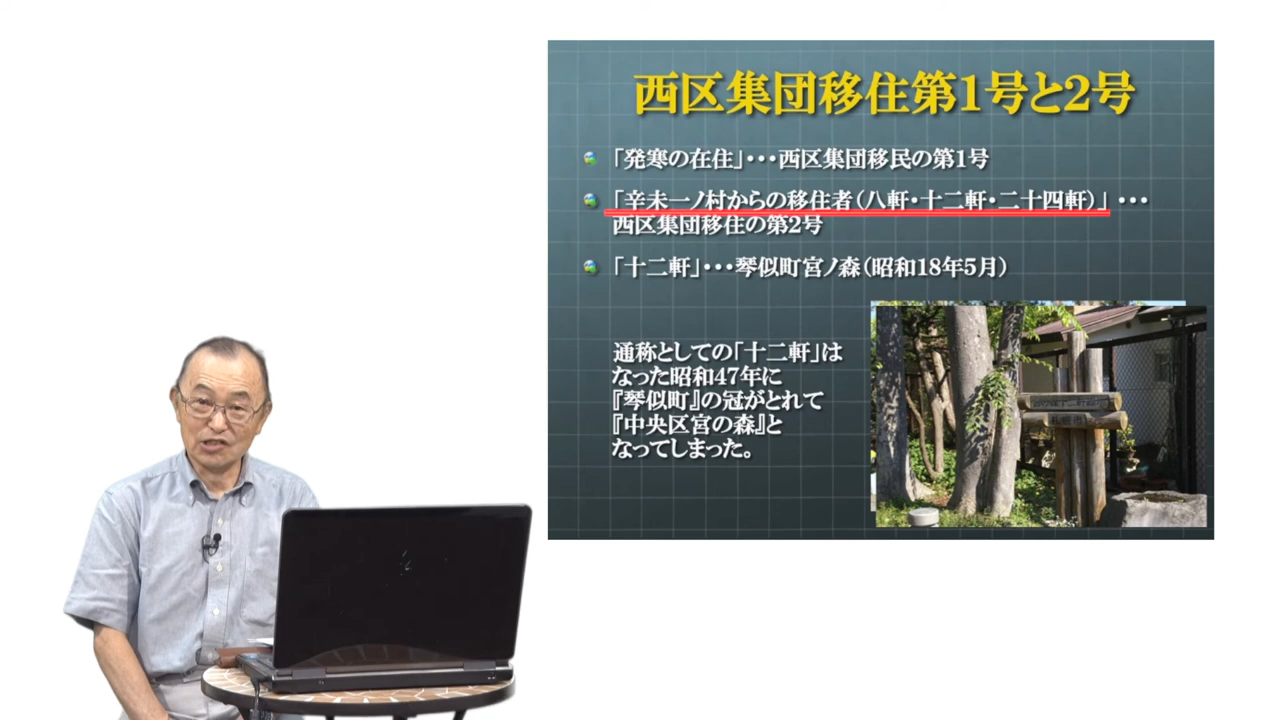 西区集団移住第1号と2号
「発寒の在住」・・・西区集団移民の第1号
「辛未一ノ村からの移住者（八軒・十二軒・二十四軒）」・・・
西区集団移住の第2号
「十二軒」・・・琴似町宮ノ森（昭和18年5月）
通称としての「十二軒」は
なった昭和47年に
『琴似町』の冠がとれて
『中央区宮の森』と
なってしまった。